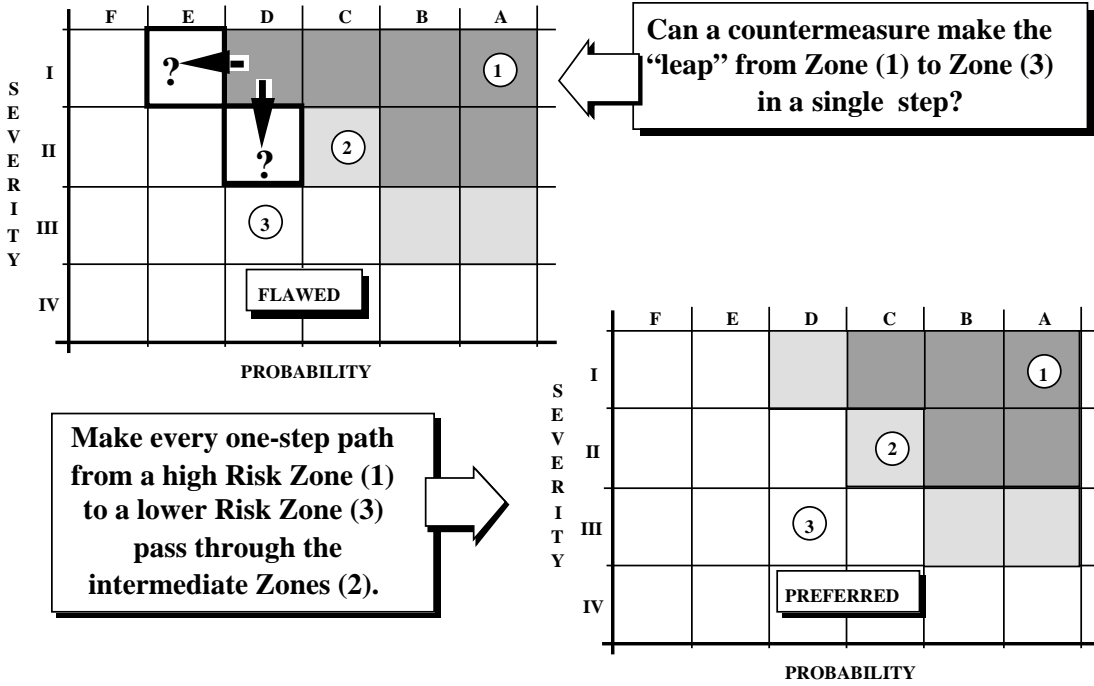 F E D C B A
SEVERITY
I
II
III
IV
?
?
1
2
3
FLAWED
PROBABILITY
Can a countermeasure make the
“leap” from Zone (1) to Zone (3)
in a single step?
Make every one-step path
from a high Risk Zone (1)
to a lower Risk Zone (3)
pass through the
intermediate Zones (2).
F E D C B A
SEVERITY
I
II
III
IV
1
2
3
PREFERRED
PROBABILITY